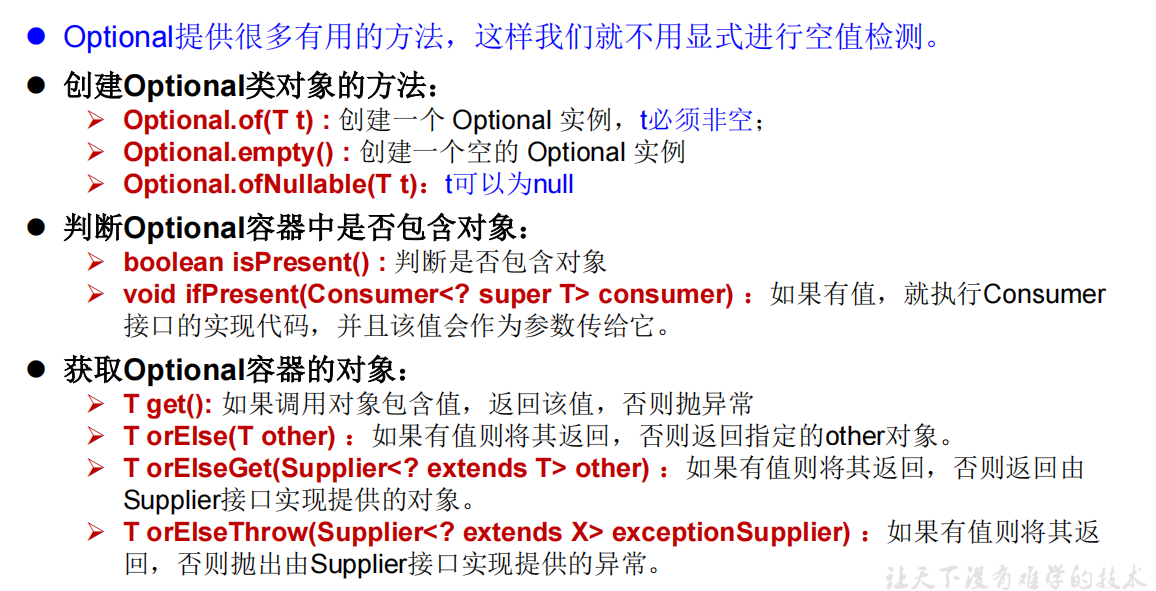 ● Optional提供很多有用的方法，这样我们就不用显式进行空值检测。
● 创建Optional类对象的方法：
➢ Optional.of(T t) : 创建一个 Optional 实例，t必须非空；
➢ Optional.empty() : 创建一个空的 Optional 实例
➢ Optional.ofNullable(T t)：t可以为null
● 判断Optional容器中是否包含对象：
➢ boolean isPresent() : 判断是否包含对象
➢ void ifPresent(Consumer<? super T> consumer) ：如果有值，就执行Consumer
接口的实现代码，并且该值会作为参数传给它。
● 获取Optional容器的对象：
➢ T get(): 如果调用对象包含值，返回该值，否则抛异常
➢ T orElse(T other) ：如果有值则将其返回，否则返回指定的other对象。
➢ T orElseGet(Supplier<? extends T> other) ：如果有值则将其返回，否则返回由
Supplier接口实现提供的对象。
➢ T orElseThrow(Supplier<? extends X> exceptionSupplier) ：如果有值则将其返
回，否则抛出由Supplier接口实现提供的异常。
让天下没有难学的技术